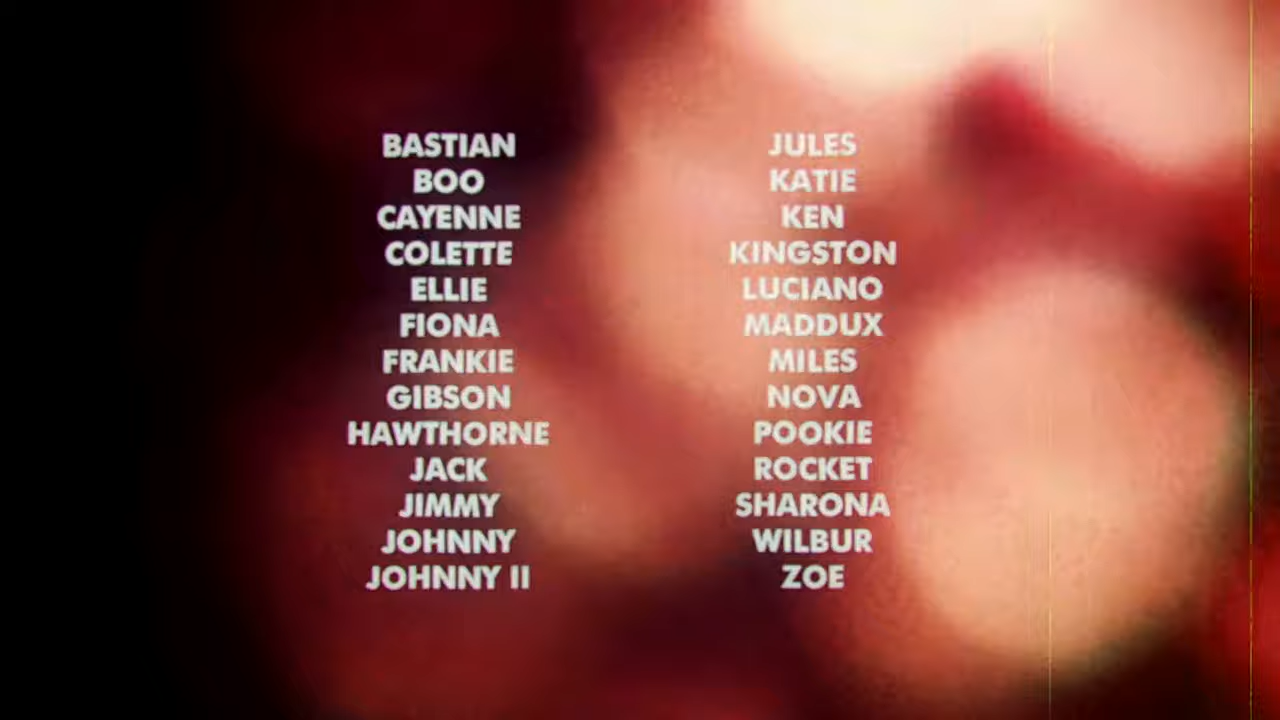 BASTIAN
BOO
CAYENNE
COLETTE
ELLIE
FIONA
FRANKIE
GIBSON
HAWTHORNE
JACK
JIMMY
JOHNNY
JOHNNY II
JULES
KATIE
KEN
KINGSTON
LUCIANO
MADDUX
MILES
NOVA
POOKIE
ROCKET
SHARONA
WILBUR
ZOE